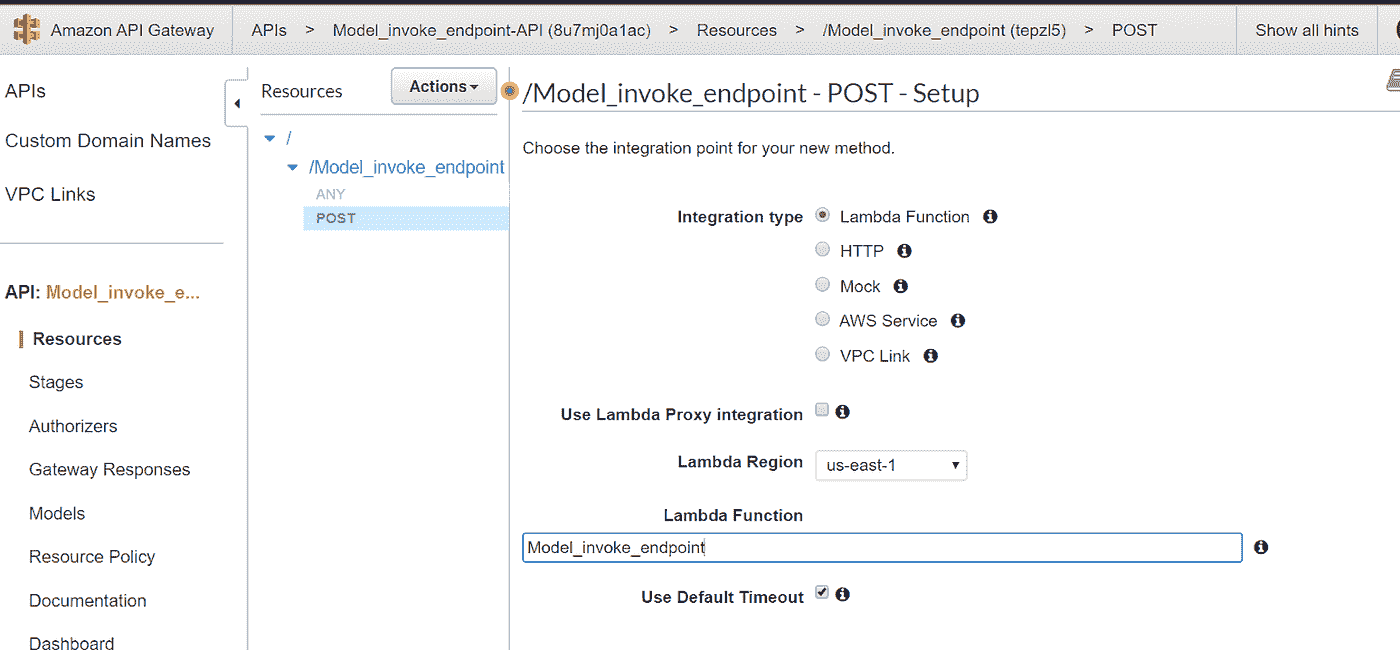 Amazon API Gateway APIs > Model_invoke_endpoint-API (8u7mj0a1ac) > Resources > /Model_invoke_endpoint (tepzl5) > POST Show all hints
APIs
Custom Domain Names
VPC Links
API: Model_invoke_e...
Resources
Stages
Authorizers
Gateway Responses
Models
Resource Policy
Documentation
Dashboard
Resources Actions
/
/Model_invoke_endpoint
ANY
POST
/Model_invoke_endpoint - POST - Setup
Choose the integration point for your new method.
Integration type Lambda Function
HTTP
Mock
AWS Service
VPC Link
Use Lambda Proxy integration
Lambda Region us-east-1
Lambda Function
Model_invoke_endpoint
Use Default Timeout